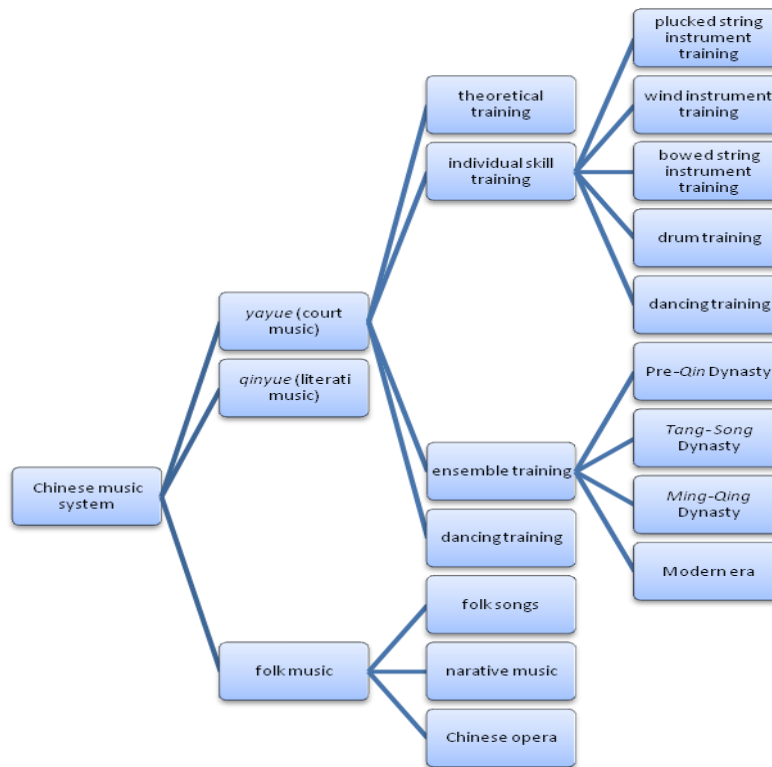 plucked string
instrument
training
theoretical
training
wind instrument
training
individual skill
training
bowed string
instrument
training
drum training
dancing training
yayue (court
music)
qinyue (literati
music)
Pre-Qin Dynasty
Tang-Song
Dynasty
ensemble training
Chinese music
system
Ming-Qing
Dynasty
dancing training
Modern era
folk songs
folk music
narative music
Chinese opera